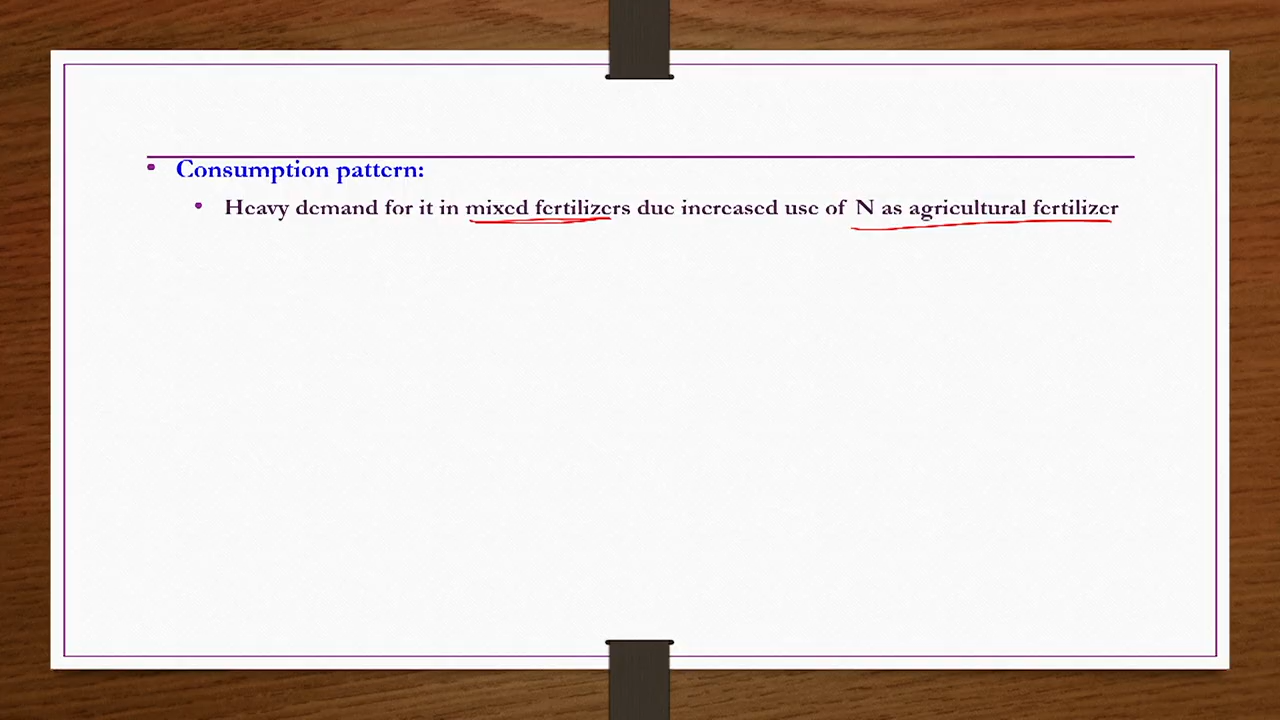 Consumption pattern:
Heavy demand for it in mixed fertilizers due increased use of N as agricultural fertilizer